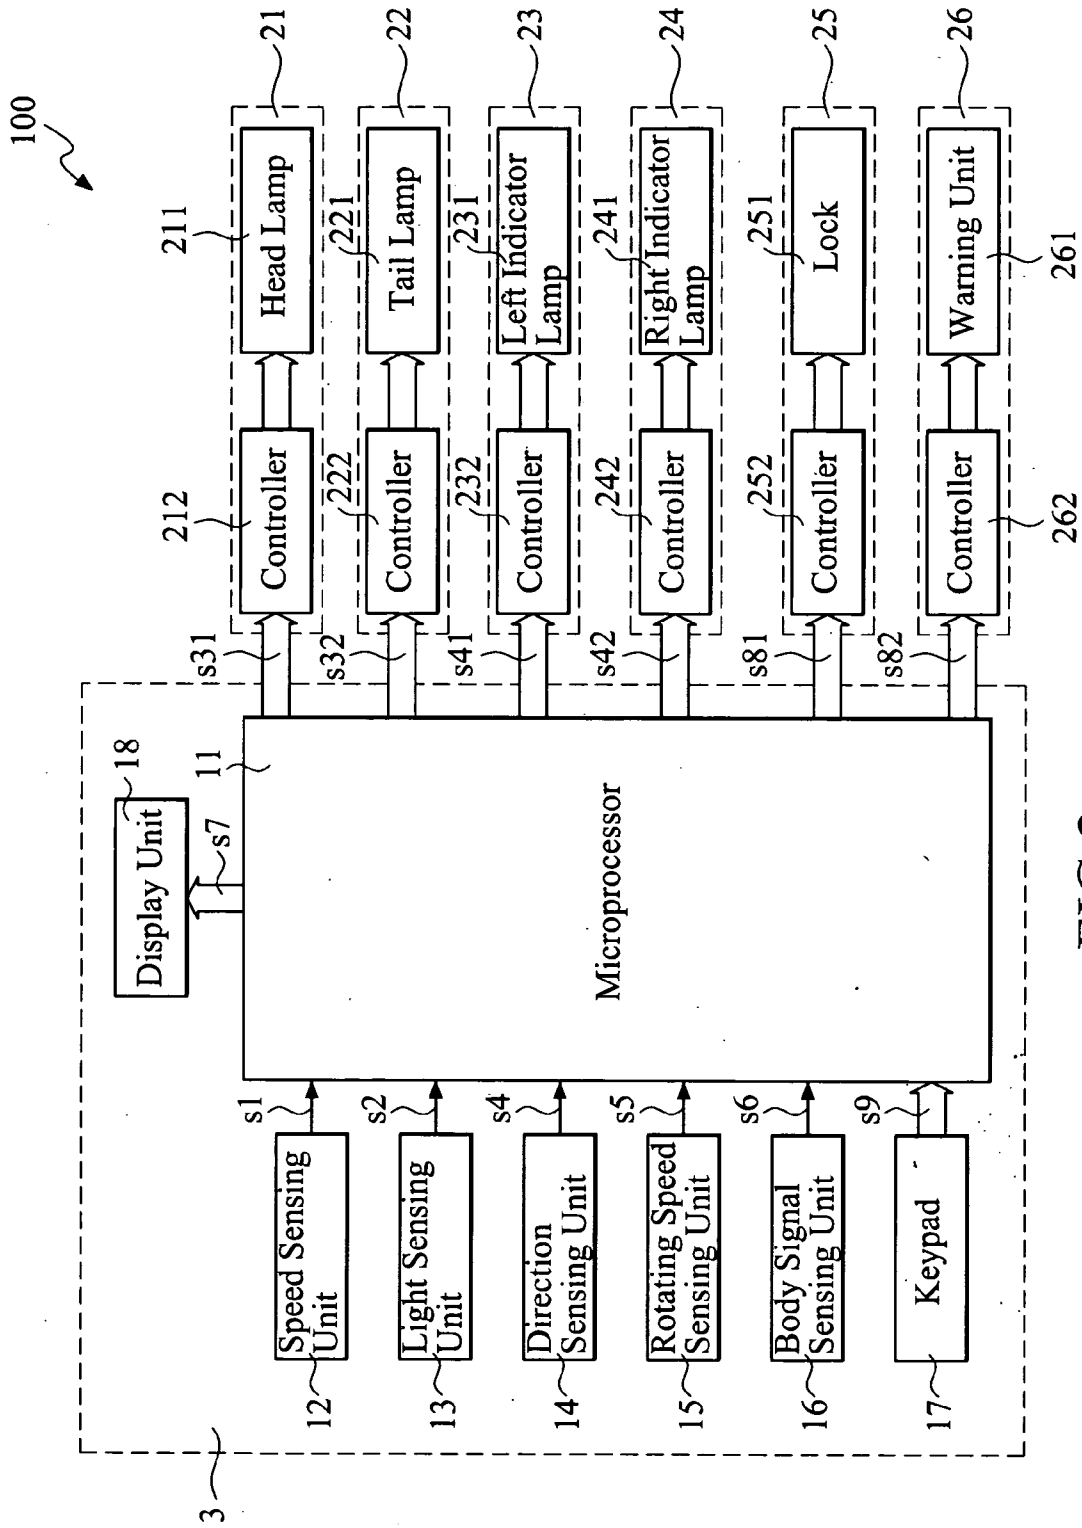 100
3
Display Unit
18
s7
11
Microprocessor
Speed Sensing
Unit
12
s1
Light Sensing
Unit
13
s2
Direction
Sensing Unit
14
s4
Rotating Speed
Sensing Unit
15
s5
Body Signal
Sensing Unit
16
s6
Keypad
17
s9
s31
212
Controller
211
Head Lamp
21
s32
222
Controller
221
Tail Lamp
22
s41
232
Controller
231
Left Indicator
Lamp
23
s42
242
Controller
241
Right Indicator
Lamp
24
s81
252
Controller
251
Lock
25
s82
262
Controller
261
Warning Unit
26